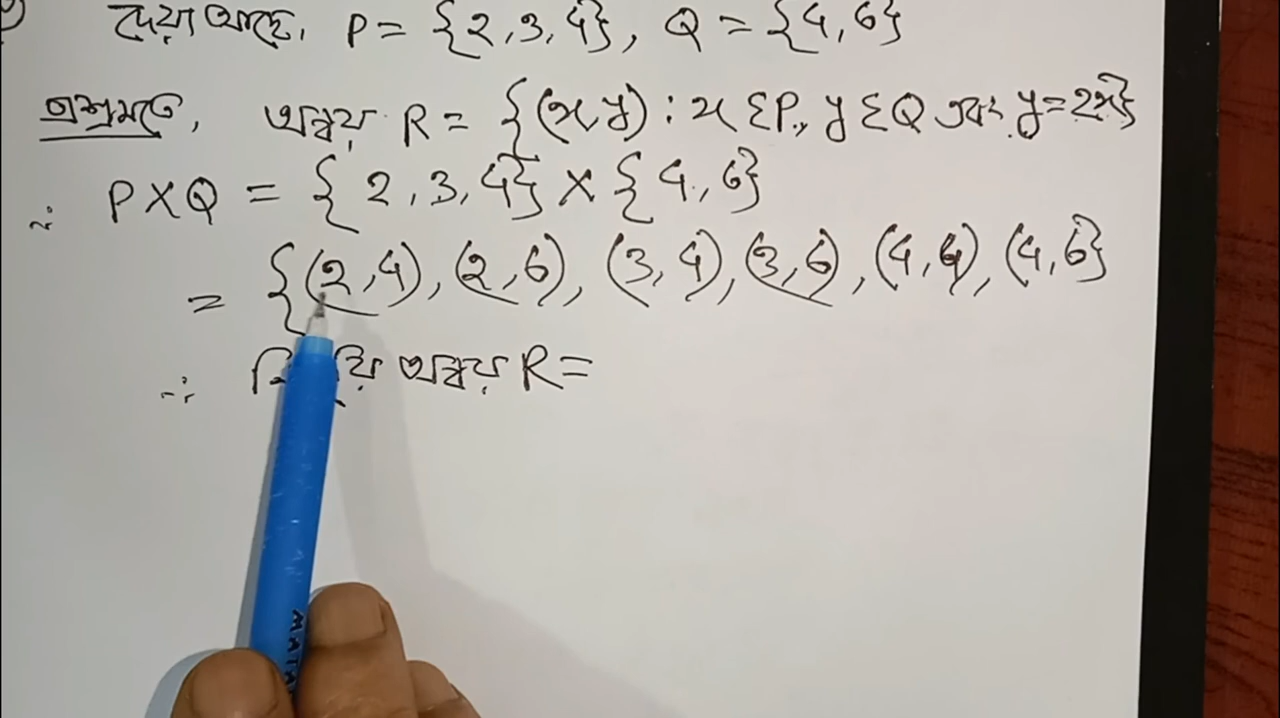 দেয়া আছে, P = {2,3,4}, Q = {4,6}
প্রশ্নমতে, অন্বয় R = {(x,y) : x ∈ P, y ∈ Q এবং y = 2x}
∴ P×Q = {2,3,4} × {4,6}
= {(2,4), (2,6), (3,4), (3,6), (4,4), (4,6}
∴ অন্বয় R =
MATA